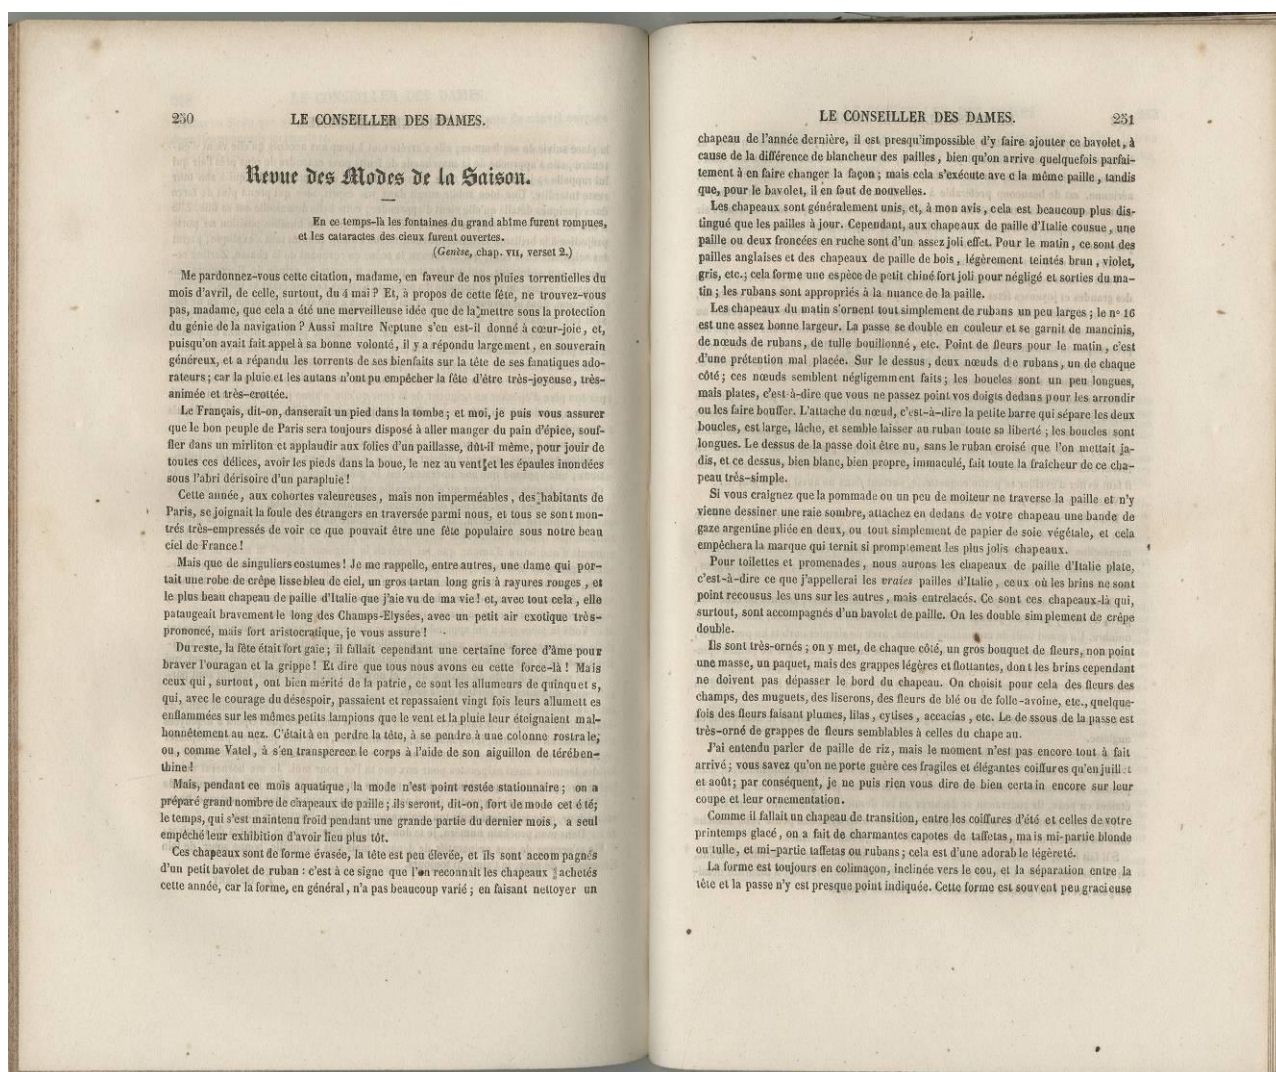 250
LE CONSEILLER DES DAMES.
Revue des Modes de la Saison.
En ce temps-là les fontaines du grand abîme furent rompues,
et les cataractes des cieux furent ouvertes.
(Genèse, chap. VII, verset 2.)
Me pardonnez-vous cette citation, madame, en faveur de nos pluies torrentielles du
mois d'avril, de celle, surtout, du 4 mai ? Et, à propos de cette fête, ne trouvez-vous
pas, madame, que cela a été une merveilleuse idée que de la mettre sous la protection
du génie de la navigation ? Aussi maître Neptune s'en est-il donné à cœur-joie, et,
puisqu'on avait fait appel à sa bonne volonté, il y a répondu largement, en souverain
généreux, et a répandu les torrents de ses bienfaits sur la tête de ses fanatiques ado-
rateurs ; car la pluie et les autans n'ont pu empêcher la fête d'être très-joyeuse, très-
animée et très-crottée.
Le Français, dit-on, danserait un pied dans la tombe ; et moi, je puis vous assurer
que le bon peuple de Paris sera toujours disposé à aller manger du pain d'épice, souf-
fler dans un mirliton et applaudir aux folies d'un paillasse, dût-il même, pour jouir de
toutes ces délices, avoir les pieds dans la boue, le nez au vent et les épaules inondées
sous l'abri dérisoire d'un parapluie !
Cette année, aux cohortes valeureuses, mais non imperméables, des habitants de
Paris, se joignait la foule des étrangers en traversée parmi nous, et tous se sont mon-
trés très-empressés de voir ce que pouvait être une fête populaire sous notre beau
ciel de France !
Mais que de singuliers costumes ! Je me rappelle, entre autres, une dame qui por-
tait une robe de crêpe lisse bleu de ciel, un gros tartan long gris à rayures rouges, et
le plus beau chapeau de paille d'Italie que j'aie vu de ma vie ! et, avec tout cela, elle
patangeait bravement le long des Champs-Elysées, avec un petit air exotique très-
prononcé, mais fort aristocratique, je vous assure !
Du reste, la fête était fort gaie ; il fallait cependant une certaine force d'âme pour
braver l'ouragan et la grippe ! Et dire que tous nous avons eu cette force-là ! Mais
ceux qui, surtout, ont bien mérité de la patrie, ce sont les allumeurs de quinquets,
qui, avec le courage du désespoir, passaient et repassaient vingt fois leurs allumettes
enflammées sur les mêmes petits lampions que le vent et la pluie leur éteignaient mal-
honnêtement au nez. C'était à en perdre la tête, à se pendre à une colonne rostrale,
ou, comme Vatel, à s'en transpercer le corps à l'aide de son aiguillon de térében-
thine !
Mais, pendant ce mois aquatique, la mode n'est point restée stationnaire ; on a
préparé grand nombre de chapeaux de paille ; ils seront, dit-on, fort de mode cet été ;
le temps, qui s'est maintenu froid pendant une grande partie du dernier mois, a seul
empêché leur exhibition d'avoir lieu plus tôt.
Ces chapeaux sont de forme évasée, la tête est peu élevée, et ils sont accompagnés
d'un petit bavolet de ruban : c'est à ce signe que l'on reconnaît les chapeaux achetés
cette année, car la forme, en général, n'a pas beaucoup varié ; en faisant nettoyer un
LE CONSEILLER DES DAMES.
251
chapeau de l'année dernière, il est presqu'impossible d'y faire ajouter ce bavolet, à
cause de la différence de blancheur des pailles, bien qu'on arrive quelquefois parfai-
tement à en faire changer la façon ; mais cela s'exécute avec la même paille, tandis
que, pour le bavolet, il en faut de nouvelles.
Les chapeaux sont généralement unis, et, à mon avis, cela est beaucoup plus dis-
tingué que les pailles à jour. Cependant, aux chapeaux de paille d'Italie cousue, une
paille ou deux froncées en ruche sont d'un assez joli effet. Pour le matin, ce sont des
pailles anglaises et des chapeaux de paille de bois, légèrement teintés brun, violet,
gris, etc.; cela forme une espèce de petit chiné fort joli pour négligé et sorties du ma-
tin ; les rubans sont appropriés à la nuance de la paille.
Les chapeaux du matin s'ornent tout simplement de rubans un peu larges ; le n° 16
est une assez bonne largeur. La passe se double en couleur et se garnit de mancinis,
de nœuds de rubans, de tulle bouillonné, etc. Point de fleurs pour le matin, c'est
d'une prétention mal placée. Sur le dessus, deux nœuds de rubans, un de chaque
côté ; ces nœuds semblent négligemment faits ; les boucles sont un peu longues,
mais plates, c'est-à-dire que vous ne passez point vos doigts dedans pour les arrondir
ou les faire bouffer. L'attache du nœud, c'est-à-dire la petite barre qui sépare les deux
boucles, est large, lâche, et semble laisser au ruban toute sa liberté ; les boucles sont
longues. Le dessus de la passe doit être nu, sans le ruban croisé que l'on mettait ja-
dis, et ce dessus, bien blanc, bien propre, immaculé, fait toute la fraîcheur de ce cha-
peau très-simple.
Si vous craignez que la pommade ou un peu de moiteur ne traverse la paille et n'y
vienne dessiner une raie sombre, attachez en dedans de votre chapeau une bande de
gaze argentine pliée en deux, ou tout simplement de papier de soie végétale, et cela
empêchera la marque qui ternit si promptement les plus jolis chapeaux.
Pour toilettes et promenades, nous aurons les chapeaux de paille d'Italie plate,
c'est-à-dire ce que j'appellerai les vraies pailles d'Italie, ceux où les brins ne sont
point recousus les uns sur les autres, mais entrelacés. Ce sont ces chapeaux-là qui,
surtout, sont accompagnés d'un bavolet de paille. On les double simplement de crêpe
double.
Ils sont très-ornés ; on y met, de chaque côté, un gros bouquet de fleurs, non point
une masse, un paquet, mais des grappes légères et flottantes, dont les brins cependant
ne doivent pas dépasser le bord du chapeau. On choisit pour cela des fleurs des
champs, des muguets, des liserons, des fleurs de blé ou de folle-avoine, etc., quelque-
fois des fleurs faisant plumes, lilas, cytises, accacias, etc. Le dessous de la passe est
très-orné de grappes de fleurs semblables à celles du chapeau.
J'ai entendu parler de paille de riz, mais le moment n'est pas encore tout à fait
arrivé ; vous savez qu'on ne porte guère ces fragiles et élégantes coiffures qu'en juillet
et août ; par conséquent, je ne puis rien vous dire de bien certain encore sur leur
coupe et leur ornementation.
Comme il fallait un chapeau de transition, entre les coiffures d'été et celles de votre
printemps glacé, on a fait de charmantes capotes de taffetas, mais mi-partie blonde
ou tulle, et mi-partie taffetas ou rubans ; cela est d'une adorable légèreté.
La forme est toujours en colimaçon, inclinée vers le cou, et la séparation entre la
tête et la passe n'y est presque point indiquée. Cette forme est souvent peu gracieuse